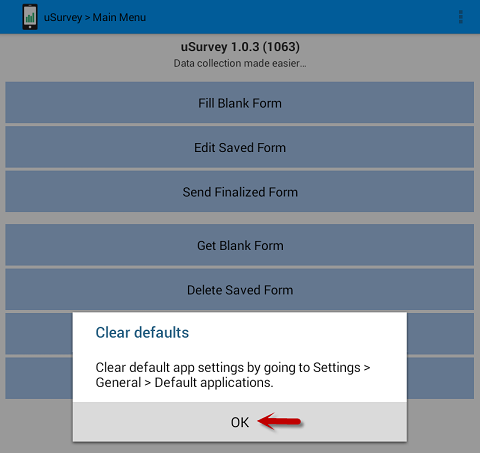 uSurvey > Main Menu
uSurvey 1.0.3 (1063)
Data collection made easier...
Fill Blank Form
Edit Saved Form
Send Finalized Form
Get Blank Form
Delete Saved Form
Clear defaults
Clear default app settings by going to Settings >
General > Default applications.
OK